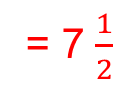 = 7 1/2